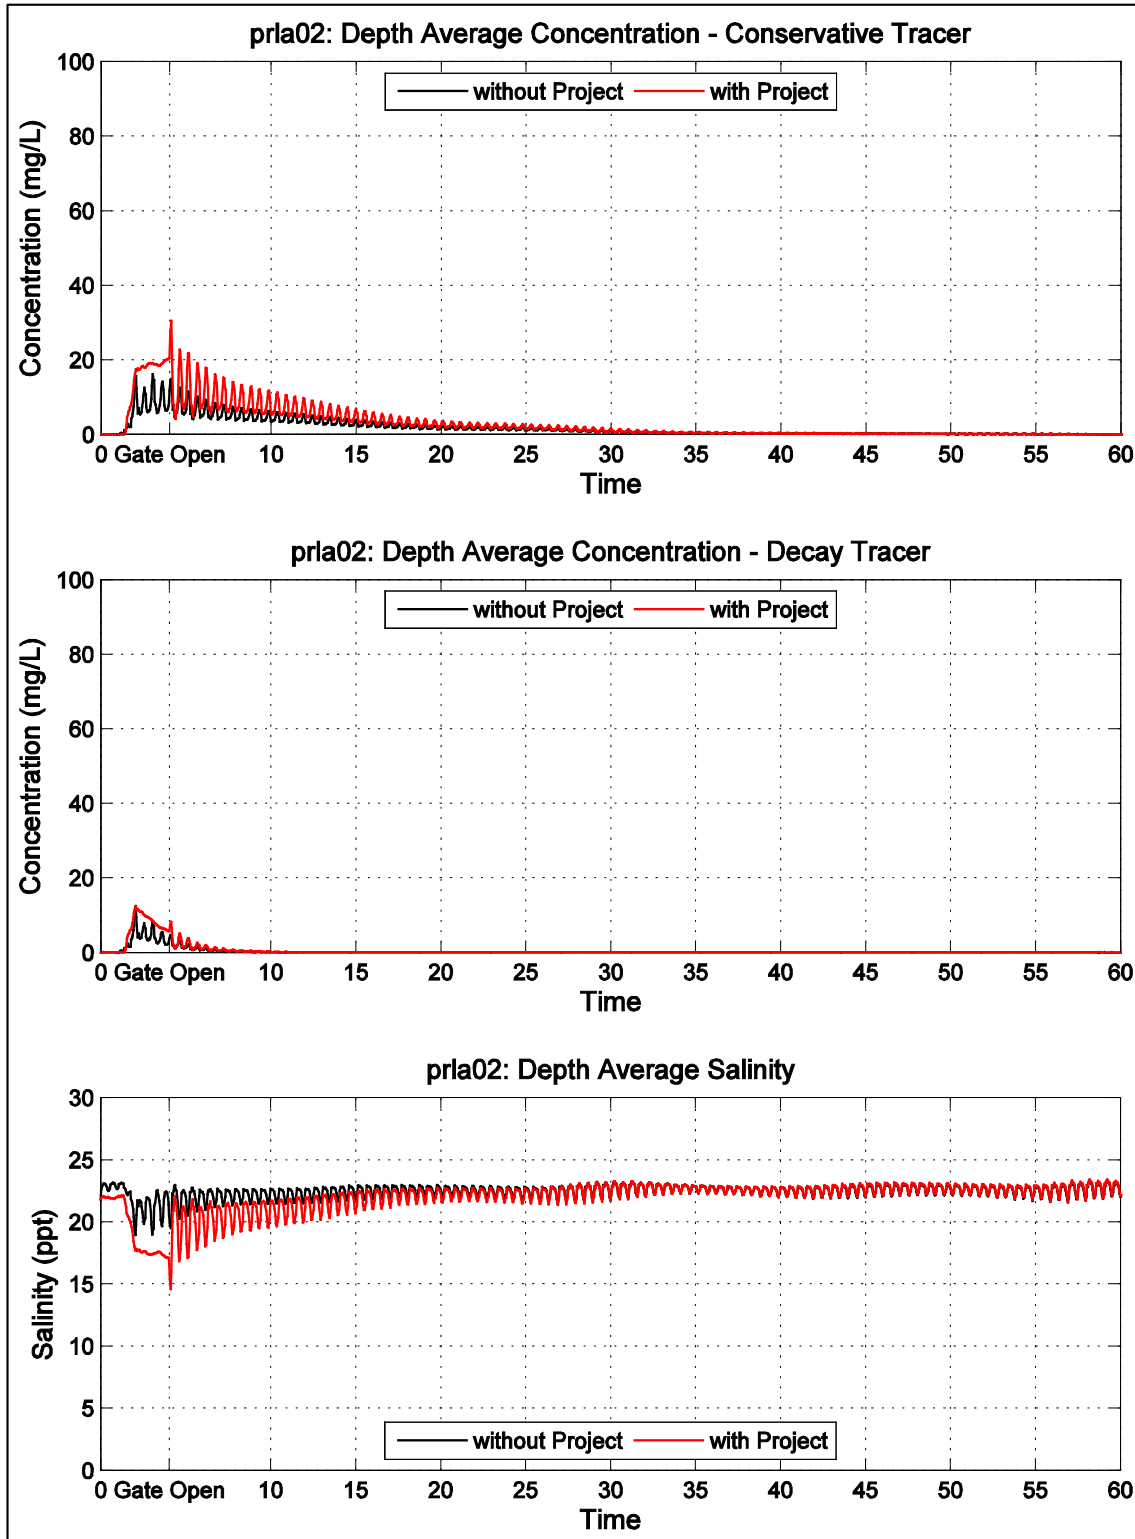 prla02: Depth Average Concentration - Conservative Tracer
100
80
60
40
20
0
Concentration (mg/L)
without Project with Project
0 Gate Open 10 15 20 25 30 35 40 45 50 55 60
Time
prla02: Depth Average Concentration - Decay Tracer
100
80
60
40
20
0
Concentration (mg/L)
without Project with Project
0 Gate Open 10 15 20 25 30 35 40 45 50 55 60
Time
prla02: Depth Average Salinity
30
25
20
15
10
5
0
Salinity (ppt)
without Project with Project
0 Gate Open 10 15 20 25 30 35 40 45 50 55 60
Time